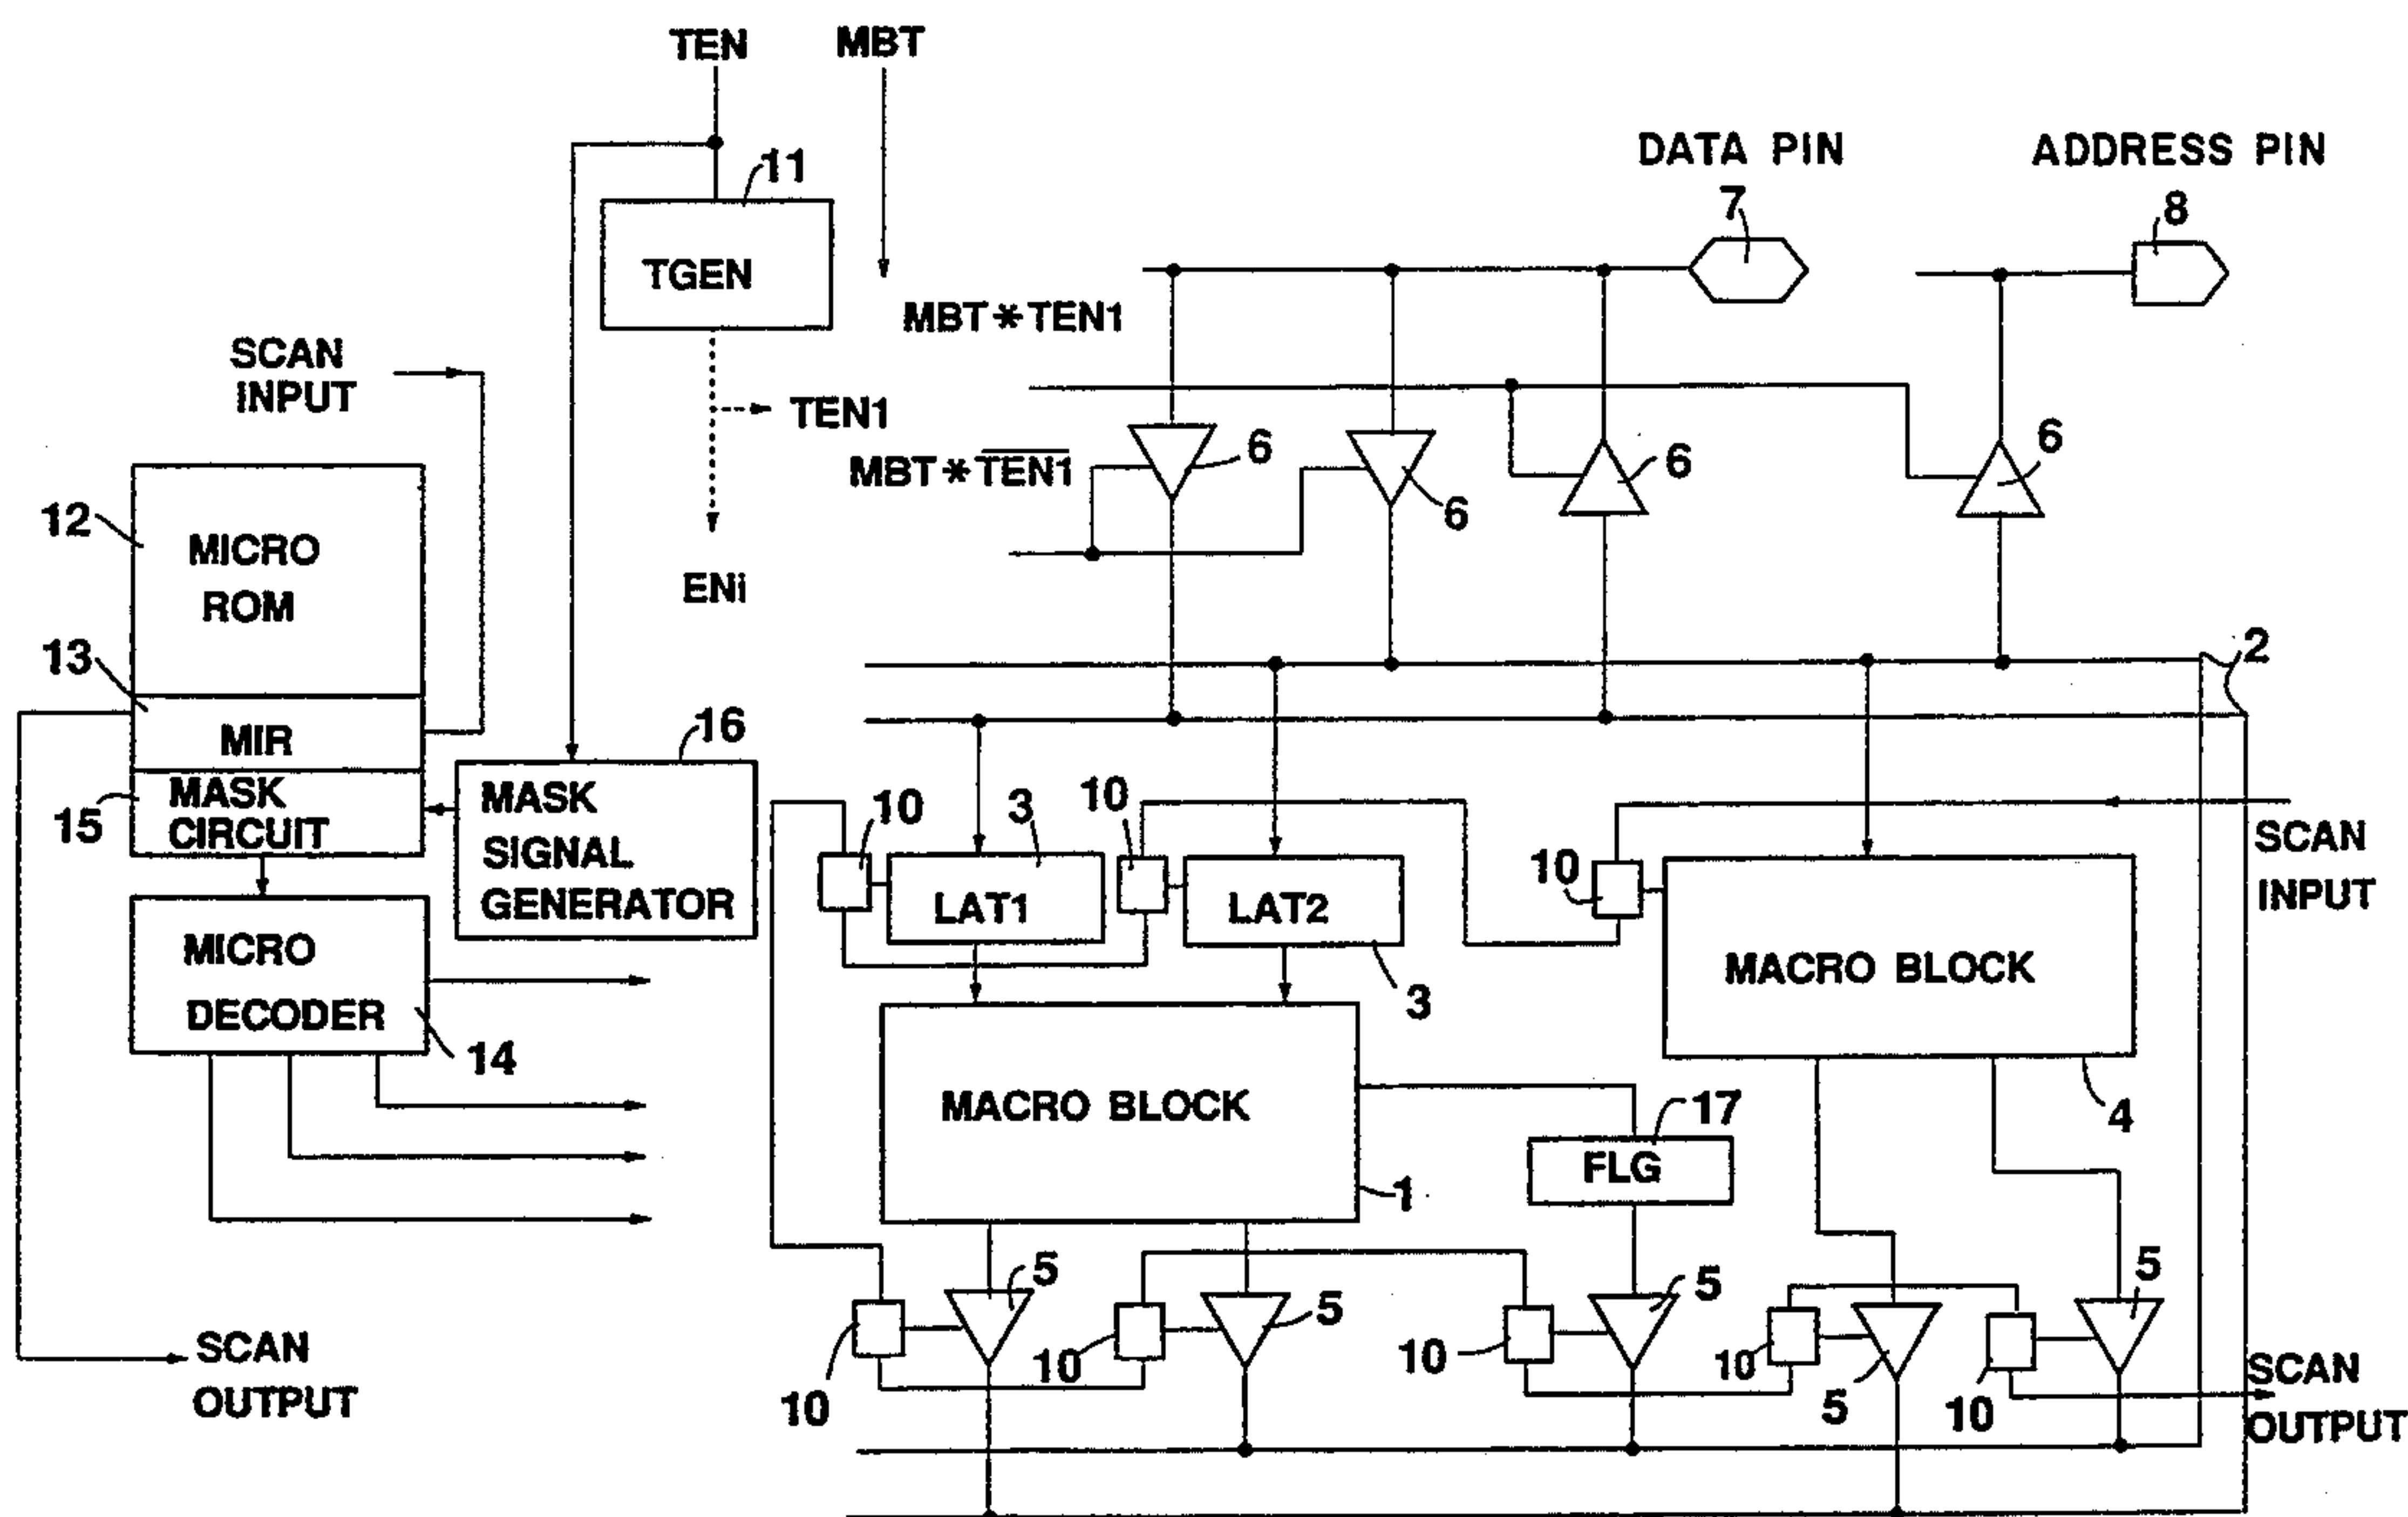 TEN
MBT
DATA PIN
ADDRESS PIN
11
7
8
TGEN
MBT*TEN1
SCAN
INPUT
TEN1
MBT*T̅E̅N̅1̅
6
6
6
6
12
MICRO
ROM
ENi
13
2
MIR
16
MASK
CIRCUIT
15
MASK
SIGNAL
GENERATOR
10
3
10
SCAN
INPUT
10
LAT1
LAT2
MICRO
DECODER
MACRO BLOCK
3
14
MACRO BLOCK
17
4
FLG
1
5
5
5
5
SCAN
OUTPUT
10
10
10
10
5
10
SCAN
OUTPUT